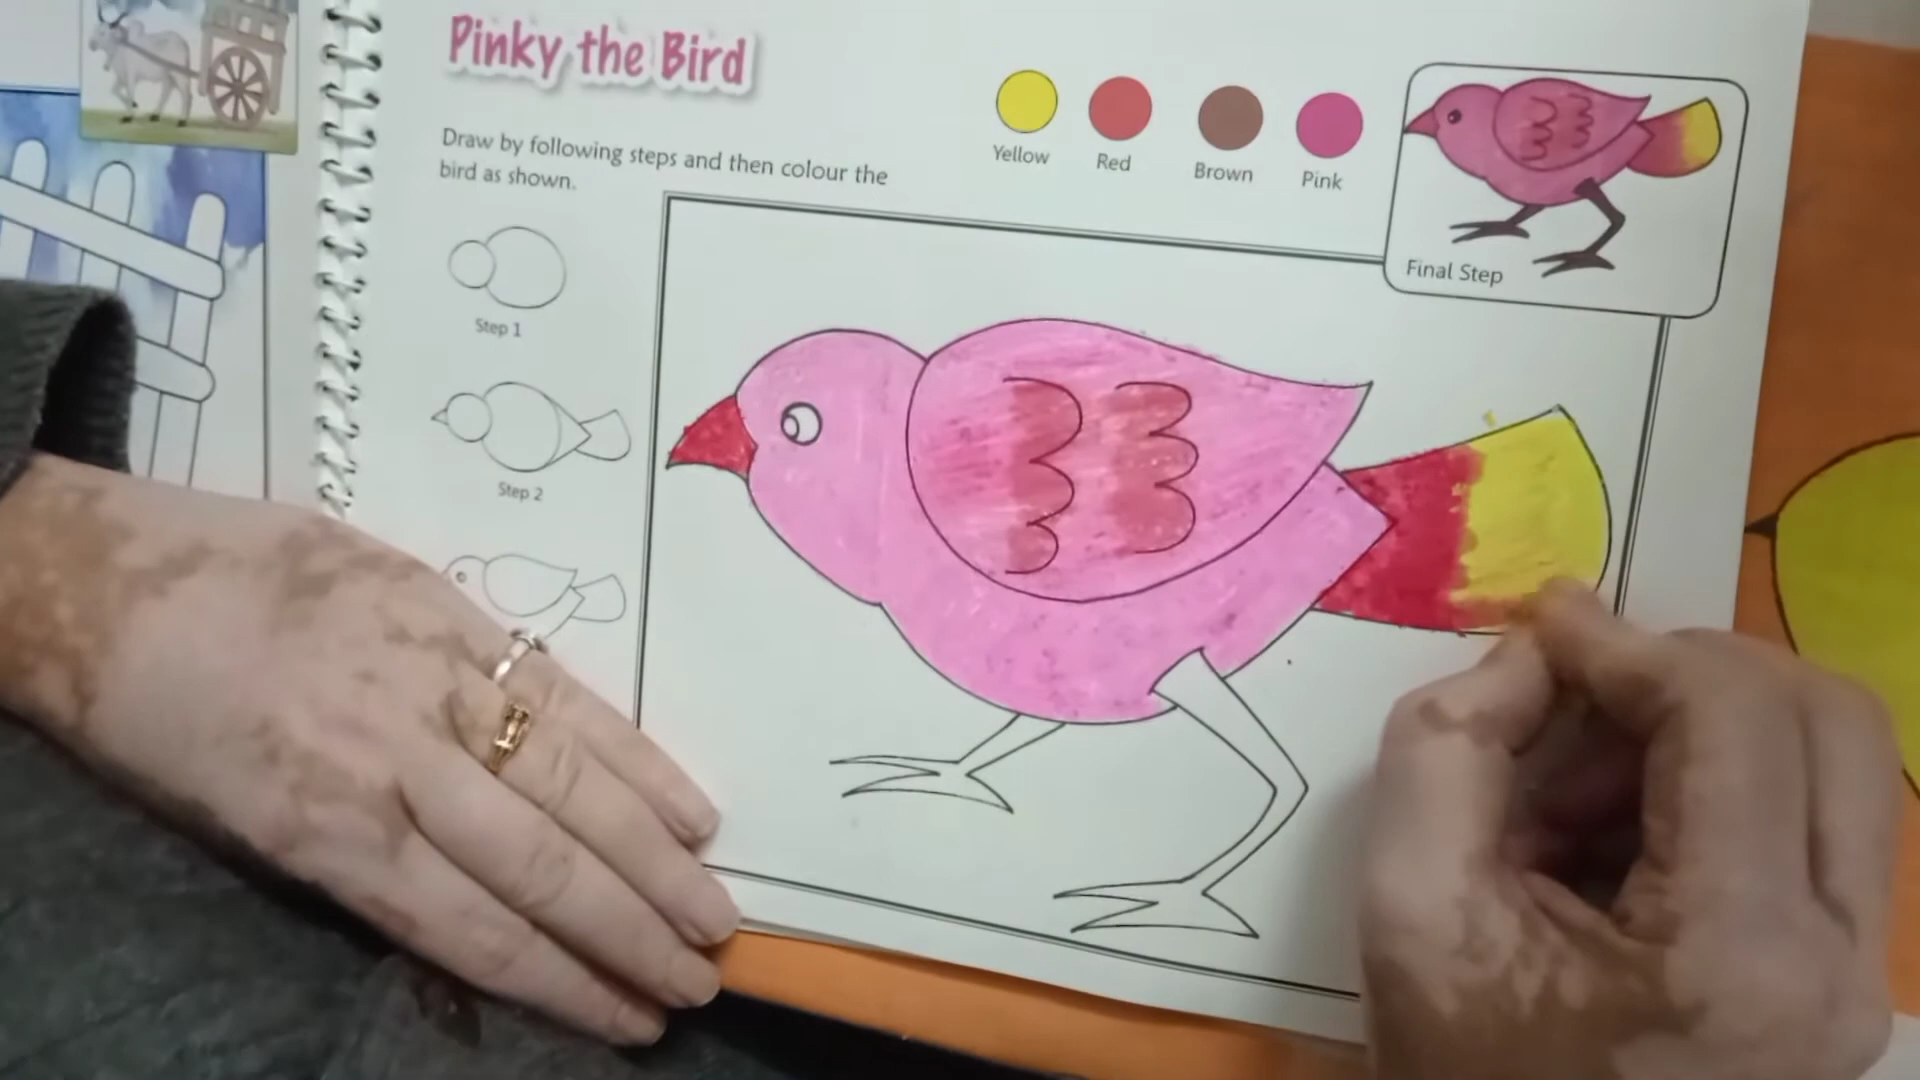 Pinky the Bird
Draw by following steps and then colour the
bird as shown.
Yellow
Red
Brown
Pink
Final Step
Step 1
Step 2